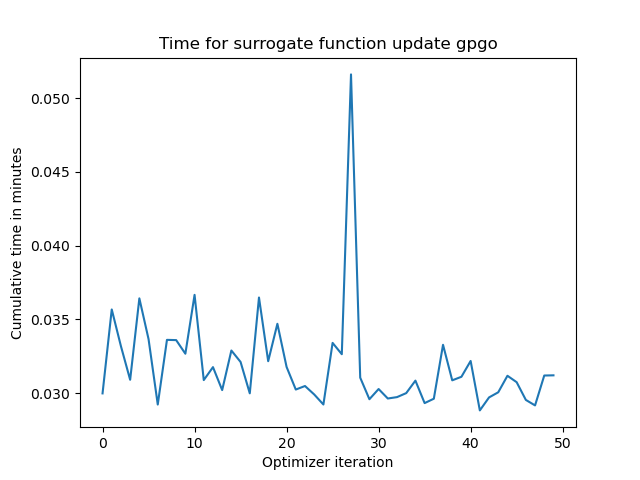 Time for surrogate function update gpgo
Cumulative time in minutes
0.050
0.045
0.040
0.035
0.030
0 10 20 30 40 50
Optimizer iteration